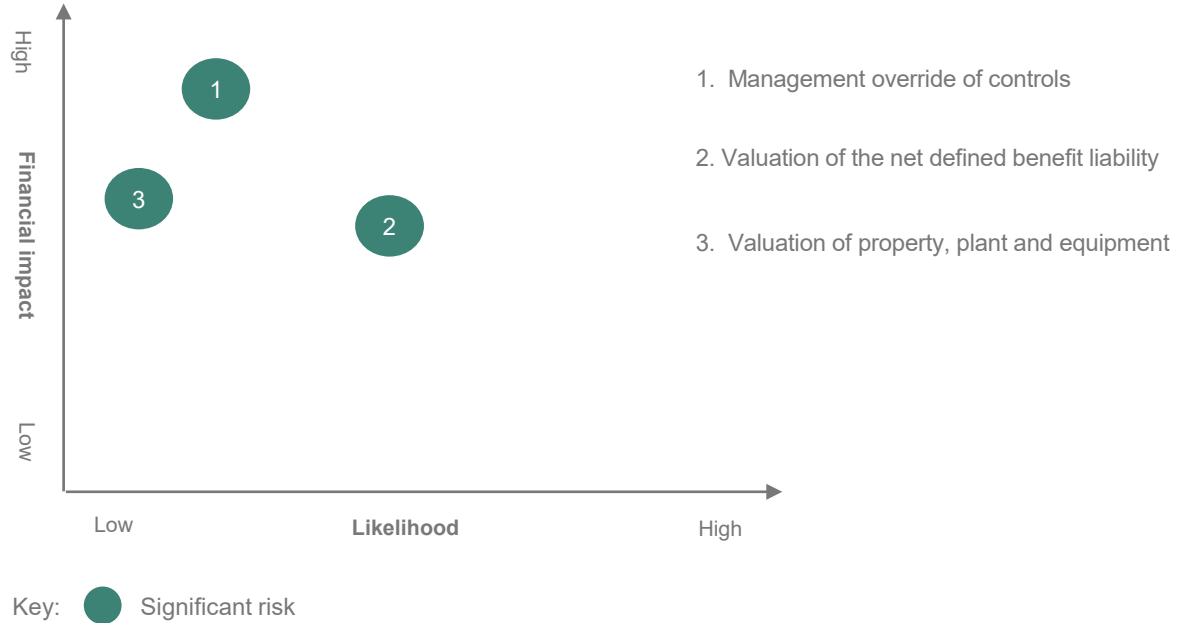 High
Financial impact
Low
1
3
2
1. Management override of controls
2. Valuation of the net defined benefit liability
3. Valuation of property, plant and equipment
Low
Likelihood
High
Key:
Significant risk